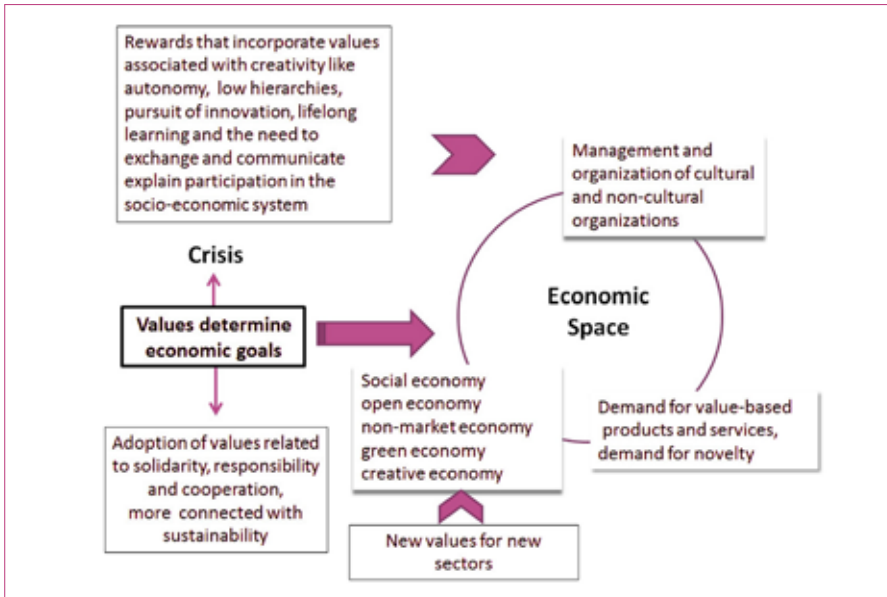 Rewards that incorporate values
associated with creativity like
autonomy, low hierarchies,
pursuit of innovation, lifelong
learning and the need to
exchange and communicate
explain participation in the
socio-economic system
Management and
organization of cultural
and non-cultural
organizations
Crisis
Economic
Space
Values determine
economic goals
Social economy
open economy
non-market economy
green economy
creative economy
Demand for value-based
products and services,
demand for novelty
Adoption of values related
to solidarity, responsibility
and cooperation,
more connected with
sustainability
New values for new
sectors